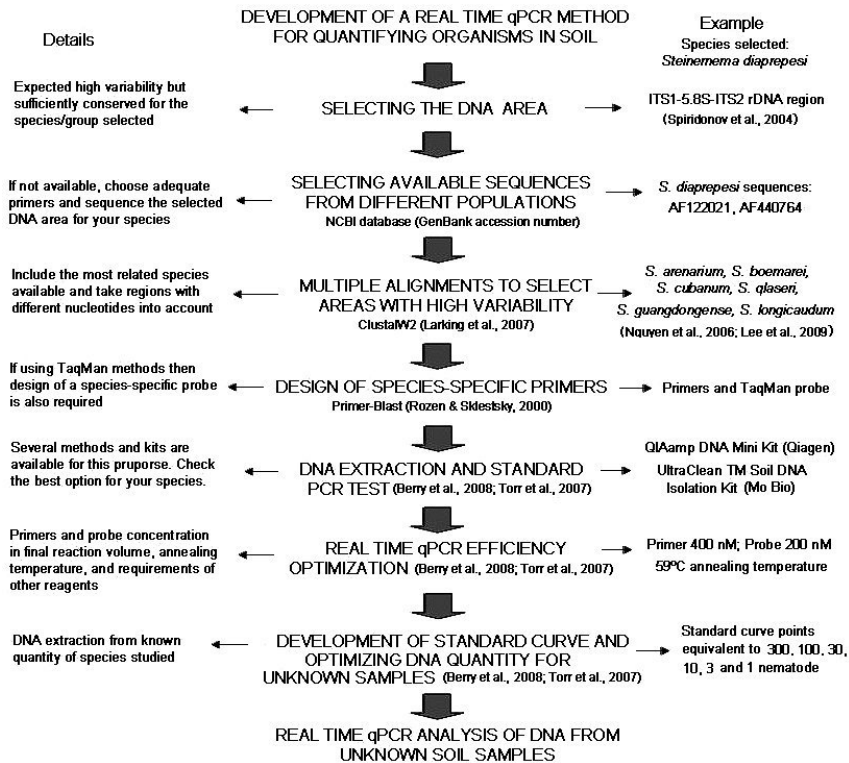 DEVELOPMENT OF A REAL TIME qPCR METHOD
FOR QUANTIFYING ORGANISMS IN SOIL
Details
Example
Species selected:
Steinernema diaprepesi
Expected high variability but
sufficiently conserved for the
species/group selected
SELECTING THE DNA AREA
ITS1-5.8S-ITS2 rDNA region
(Spiridonov et al., 2004)
If not available, choose adequate
primers and sequence the selected
DNA area for your species
SELECTING AVAILABLE SEQUENCES
FROM DIFFERENT POPULATIONS
NCBI database (GenBank accession number)
S. diaprepesi sequences:
AF122021, AF440764
Include the most related species
available and take regions with
different nucleotides into account
MULTIPLE ALIGNMENTS TO SELECT
AREAS WITH HIGH VARIABILITY
ClustalW2 (Larking et al., 2007)
S. arenarium, S. boemarei,
S. cubanum, S. qlaseri,
S. guangdongense, S. longicaudum
(Nguyen et al., 2006; Lee et al., 2009)
If using TaqMan methods then
design of a species-specific probe
is also required
DESIGN OF SPECIES-SPECIFIC PRIMERS
Primer-Blast (Rozen & Sklestsky, 2000)
Primers and TaqMan probe
Several methods and kits are
available for this pruporse. Check
the best option for your species.
DNA EXTRACTION AND STANDARD
PCR TEST (Berry et al., 2008; Torr et al., 2007)
QIAamp DNA Mini Kit (Qiagen)
UltraClean TM Soil DNA
Isolation Kit (Mo Bio)
Primers and probe concentration
in final reaction volume, annealing
temperature, and requirements of
other reagents
REAL TIME qPCR EFFICIENCY
OPTIMIZATION (Berry et al., 2008; Torr et al., 2007)
Primer 400 nM; Probe 200 nM
59ºC annealing temperature
DNA extraction from known
quantity of species studied
DEVELOPMENT OF STANDARD CURVE AND
OPTIMIZING DNA QUANTITY FOR
UNKNOWN SAMPLES (Berry et al., 2008; Torr et al., 2007)
Standard curve points
equivalent to 300, 100, 30,
10, 3 and 1 nematode
REAL TIME qPCR ANALYSIS OF DNA FROM
UNKNOWN SOIL SAMPLES